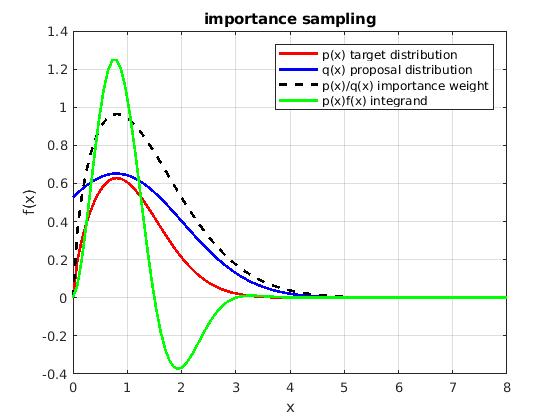 importance sampling
1.4
p(x) target distribution
q(x) proposal distribution
p(x)/q(x) importance weight
p(x)f(x) integrand
1.2
1
0.8
0.6
f(x)
0.4
0.2
0
-0.2
-0.4
0 1 2 3 4 5 6 7 8
x